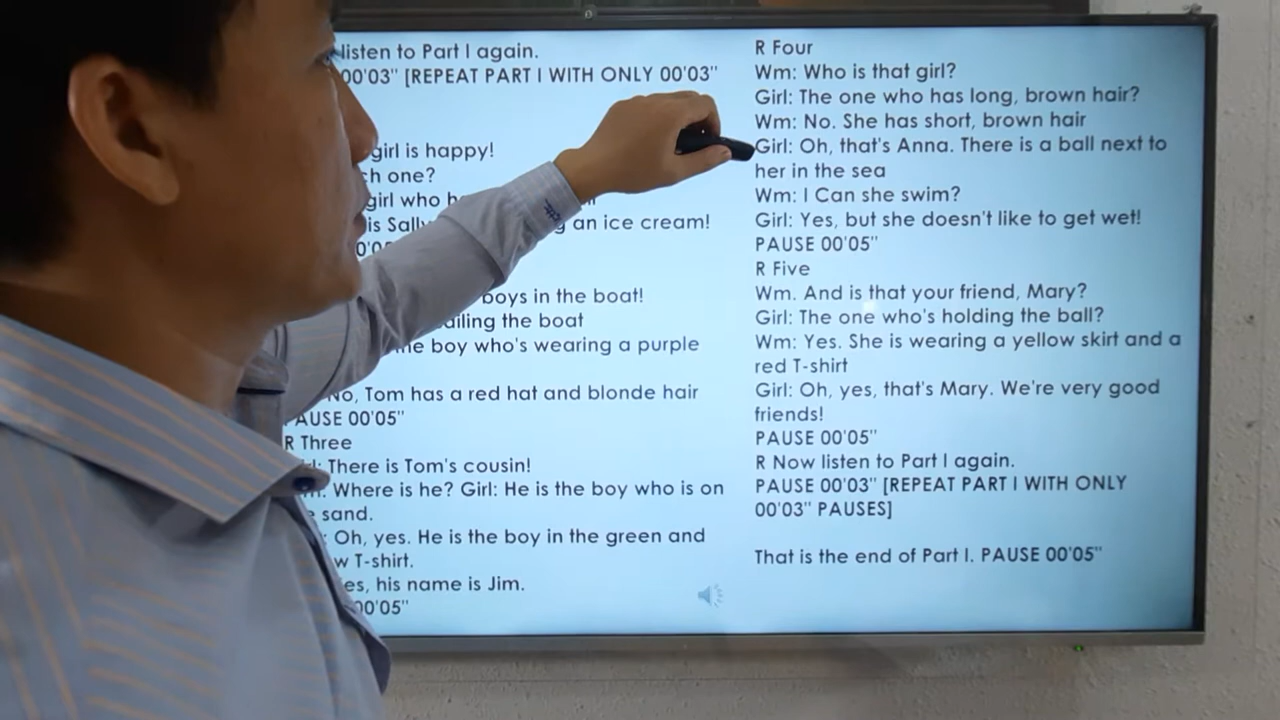 listen to Part I again.
00'03" [REPEAT PART I WITH ONLY 00'03"
girl is happy!
one?
girl who
is Sally
an ice cream!
boys in the boat!
the boat
boy who's wearing a purple
No, Tom has a red hat and blonde hair
PAUSE 00'05"
R Three
There is Tom's cousin!
Where is he? Girl: He is the boy who is on
sand.
Oh, yes. He is the boy in the green and
T-shirt.
his name is Jim.
00'05"
R Four
Wm: Who is that girl?
Girl: The one who has long, brown hair?
Wm: No. She has short, brown hair
Girl: Oh, that's Anna. There is a ball next to
her in the sea
Wm: I Can she swim?
Girl: Yes, but she doesn't like to get wet!
PAUSE 00'05"
R Five
Wm. And is that your friend, Mary?
Girl: The one who's holding the ball?
Wm: Yes. She is wearing a yellow skirt and a
red T-shirt
Girl: Oh, yes, that's Mary. We're very good
friends!
PAUSE 00'05"
R Now listen to Part I again.
PAUSE 00'03" [REPEAT PART I WITH ONLY
00'03" PAUSES]
That is the end of Part I. PAUSE 00'05"